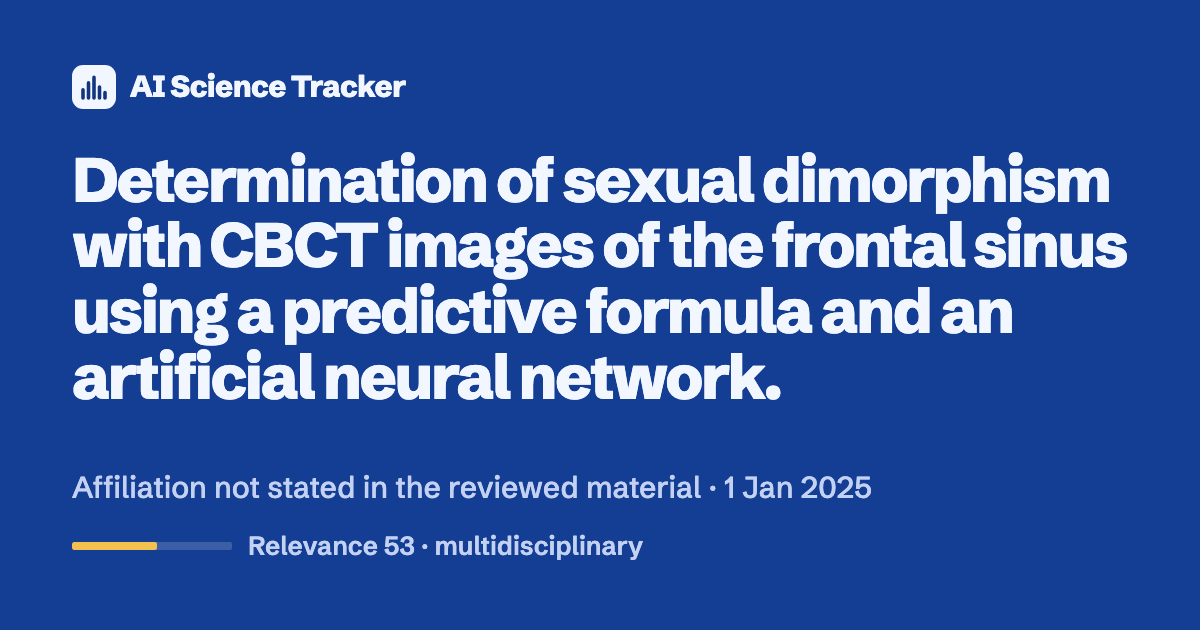 AI Science Tracker
Determination of sexual dimorphism
with CBCT images of the frontal sinus
using a predictive formula and an
artificial neural network.
Affiliation not stated in the reviewed material · 1 Jan 2025
Relevance 53 · multidisciplinary